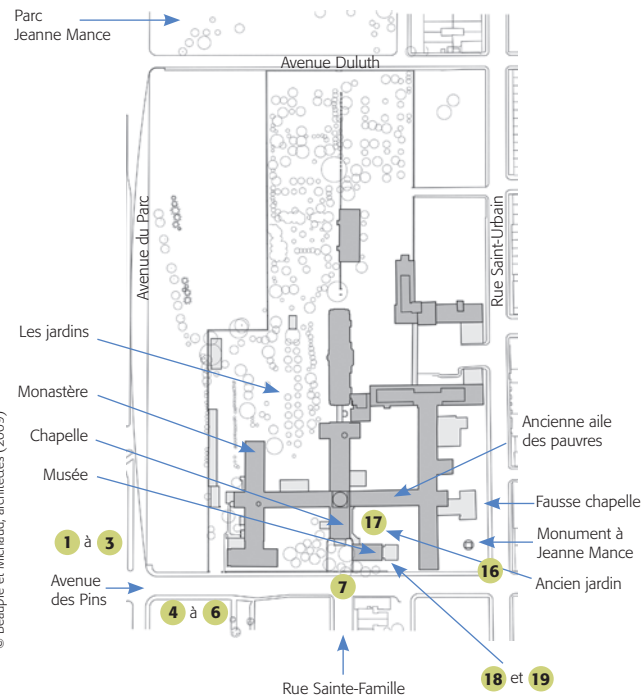 Parc
Jeanne Mance
Avenue Duluth
Avenue du Parc
Rue Saint-Urbain
Les jardins
Monastère
Chapelle
Musée
Ancienne aile
des pauvres
Fausse chapelle
Monument à
Jeanne Mance
Ancien jardin
17
16
1 à 3
Avenue
des Pins
4 à 6
7
18 et 19
Rue Sainte-Famille
architectes (2009)